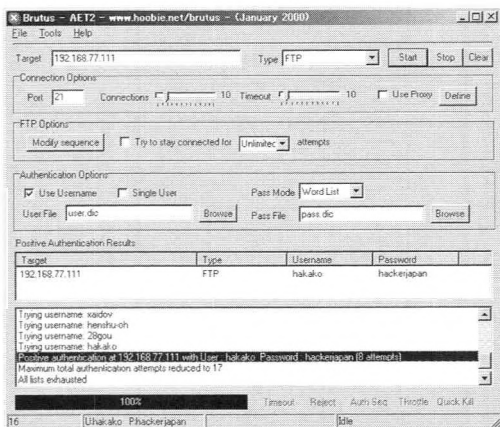 Brutus - AET2 - www.hoobie.net/brutus - (January 2000)
File Tools Help
Target 192.168.77.111 Type FTP Start Stop Clear
Connection Options
Port 21 Connections 10 Timeout 10 Use Proxy Define
FTP Options
Modify sequence Try to stay connected for Unlimitec attempts
Authentication Options
Use Username Single User Pass Mode Word List
User File user.dic Browse Pass File pass.dic Browse
Positive Authentication Results
Target Type Username Password
192.168.77.111 FTP hakako hackerjapan
Trying username: xaidov
Trying username: henshu-oh
Trying username: 28gou
Trying username: hakako
Positive authentication at 192.168.77.111 with User : hakako Password : hackerjapan (8 attempts)
Maximum total authentication attempts reduced to 17
All lists exhausted
100% Timeout Reject Auth Seq Throttle Quick Kill
16 U:hakako P:hackerjapan Idle